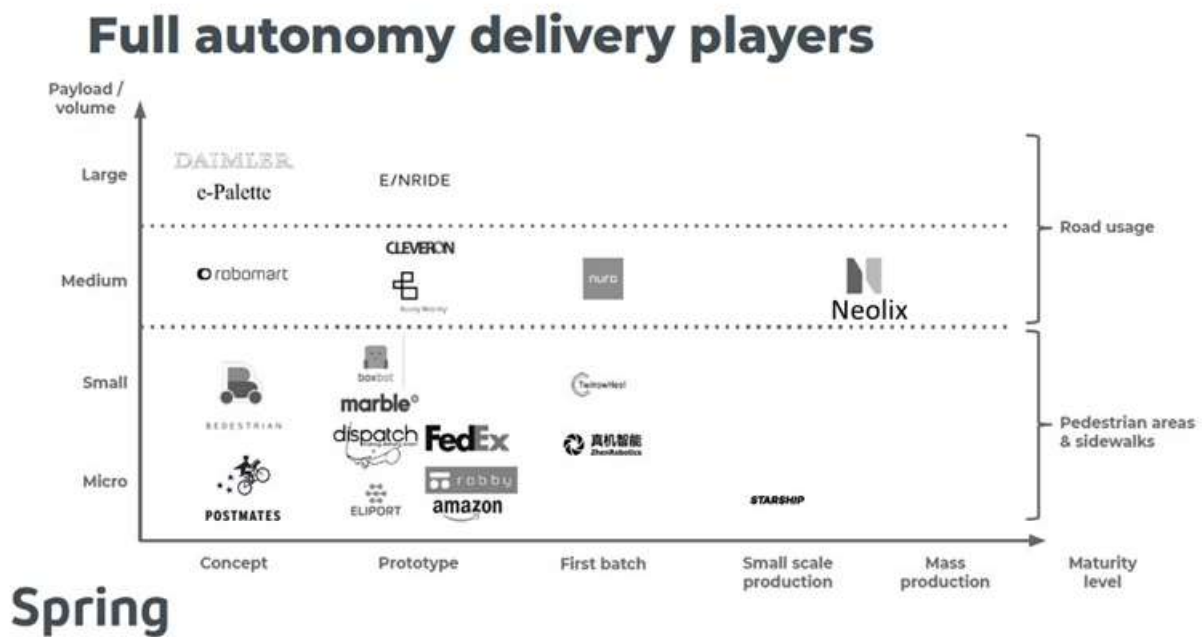 Full autonomy delivery players
Payload /
volume
Large
DAIMLER
e-Palette
E/NRIDE
Road usage
Medium
robomart
CLEVERON
nuro
Neolix
Small
BEDESTRIAN
boxbot
marble
TwinswHeel
Pedestrian areas
& sidewalks
dispatch
FedEx
真机智能
ZhenRobotics
Micro
POSTMATES
ELIPORT
robby
amazon
STARSHIP
Concept
Prototype
First batch
Small scale
production
Mass
production
Maturity
level
Spring